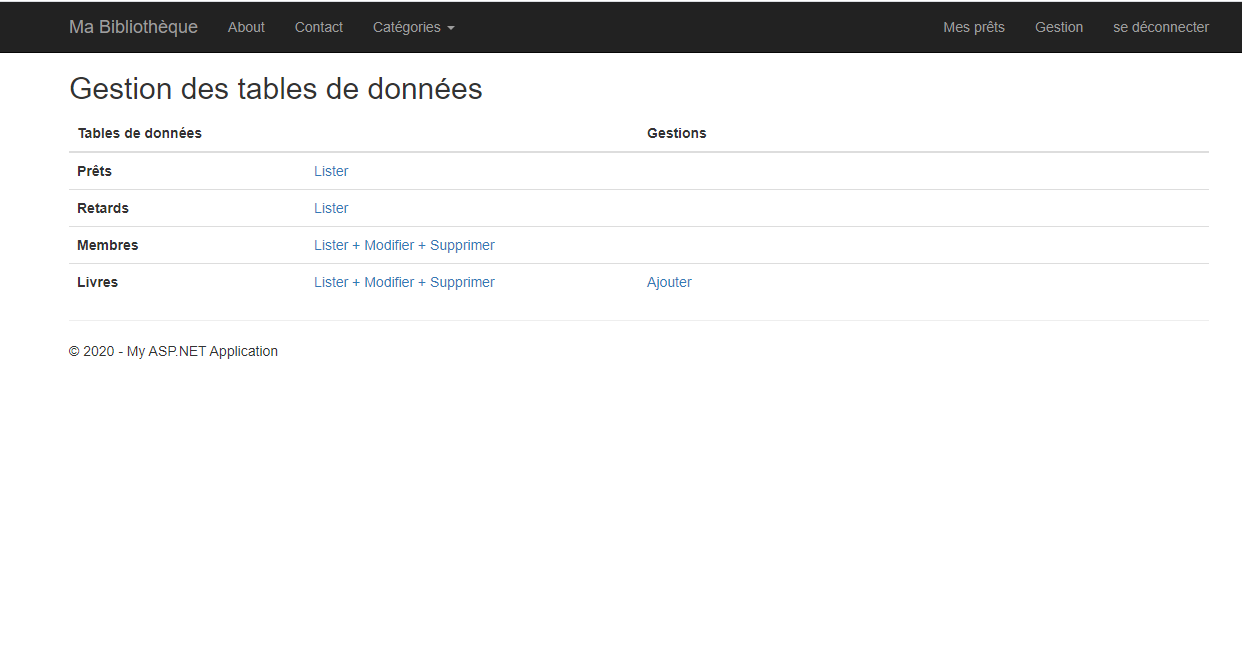 Ma Bibliothèque About Contact Catégories Mes prêts Gestion se déconnecter
Gestion des tables de données
Tables de données Gestions
Prêts Lister
Retards Lister
Membres Lister + Modifier + Supprimer
Livres Lister + Modifier + Supprimer Ajouter
© 2020 - My ASP.NET Application